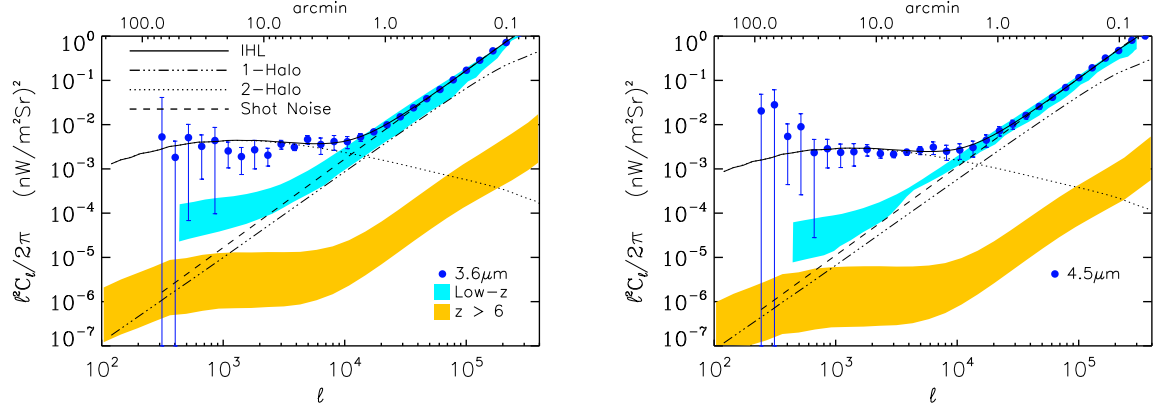 arcmin
100.0 10.0 1.0 0.1
10⁰
10⁻¹
10⁻²
10⁻³
10⁻⁴
10⁻⁵
10⁻⁶
10⁻⁷
ℓ²Cℓ/2π (nW/m²Sr)²
IHL
1-Halo
2-Halo
Shot Noise
3.6μm
Low-z
z > 6
10² 10³ 10⁴ 10⁵
ℓ
arcmin
100.0 10.0 1.0 0.1
10⁰
10⁻¹
10⁻²
10⁻³
10⁻⁴
10⁻⁵
10⁻⁶
10⁻⁷
ℓ²Cℓ/2π (nW/m²Sr)²
4.5μm
10² 10³ 10⁴ 10⁵
ℓ